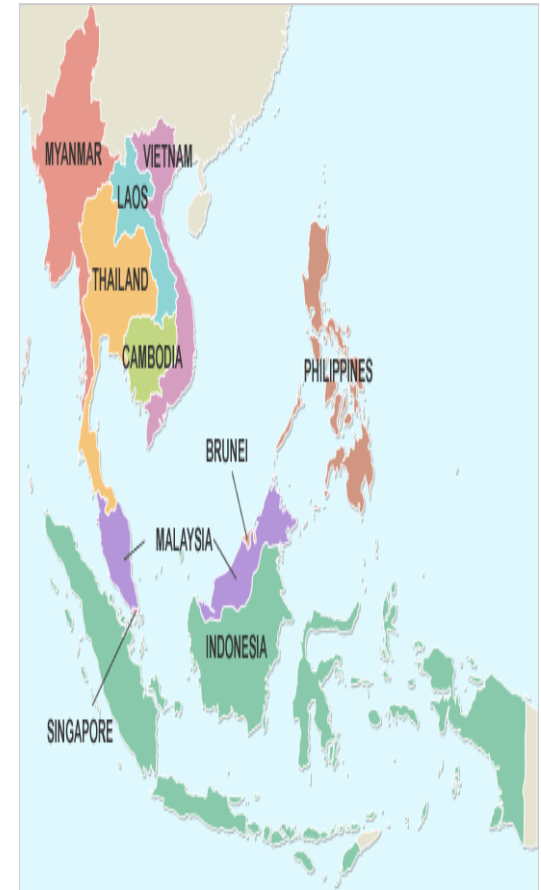 MYANMAR
VIETNAM
LAOS
THAILAND
CAMBODIA
PHILIPPINES
BRUNEI
MALAYSIA
INDONESIA
SINGAPORE